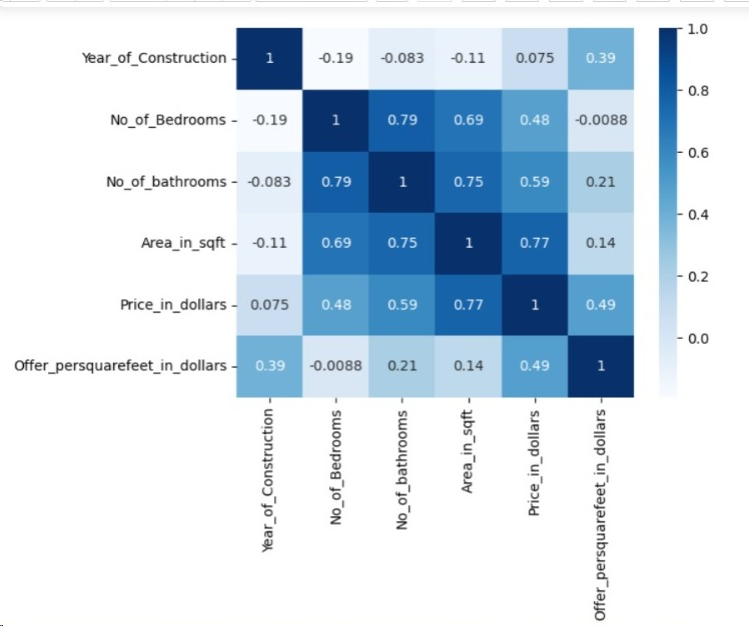 1.0
Year_of_Construction 1 -0.19 -0.083 -0.11 0.075 0.39
0.8
No_of_Bedrooms -0.19 1 0.79 0.69 0.48 -0.0088
0.6
No_of_bathrooms -0.083 0.79 1 0.75 0.59 0.21
0.4
Area_in_sqft -0.11 0.69 0.75 1 0.77 0.14
0.2
Price_in_dollars 0.075 0.48 0.59 0.77 1 0.49
0.0
Offer_persquarefeet_in_dollars 0.39 -0.0088 0.21 0.14 0.49 1
Year_of_Construction
No_of_Bedrooms
No_of_bathrooms
Area_in_sqft
Price_in_dollars
Offer_persquarefeet_in_dollars